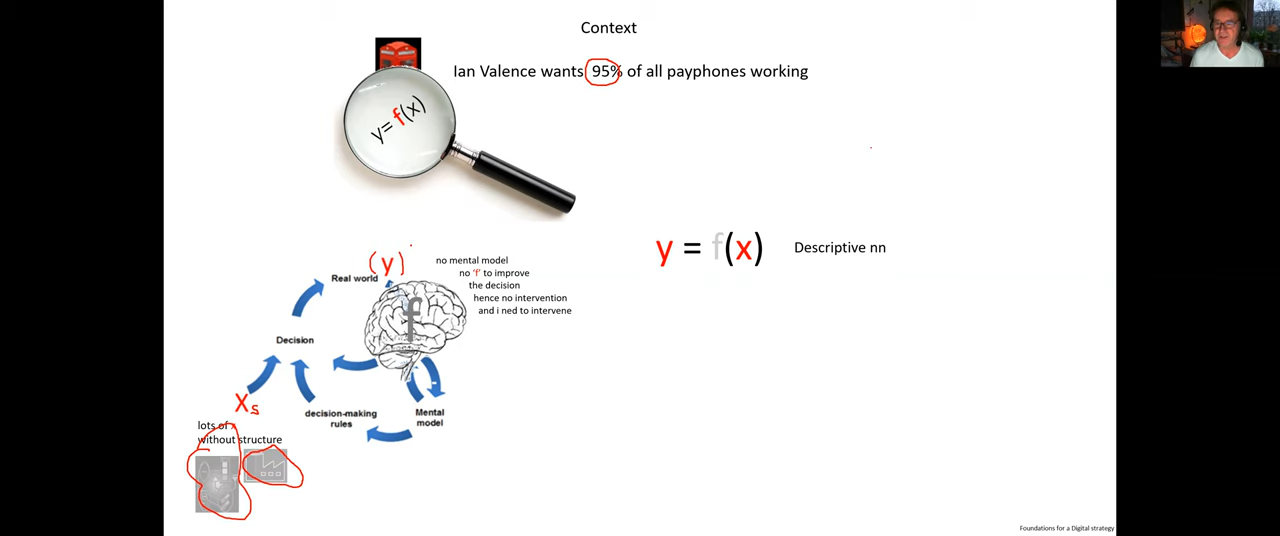 Context
Ian Valence wants 95% of all payphones working
y= f(x)
y = f(x)
Descriptive nn
(y)
Real world
no mental model
no 'f' to improve
the decision
hence no intervention
and i ned to intervene
f
Decision
Xs
decision-making
rules
Mental
model
lots of x
without structure
Foundations for a Digital strategy